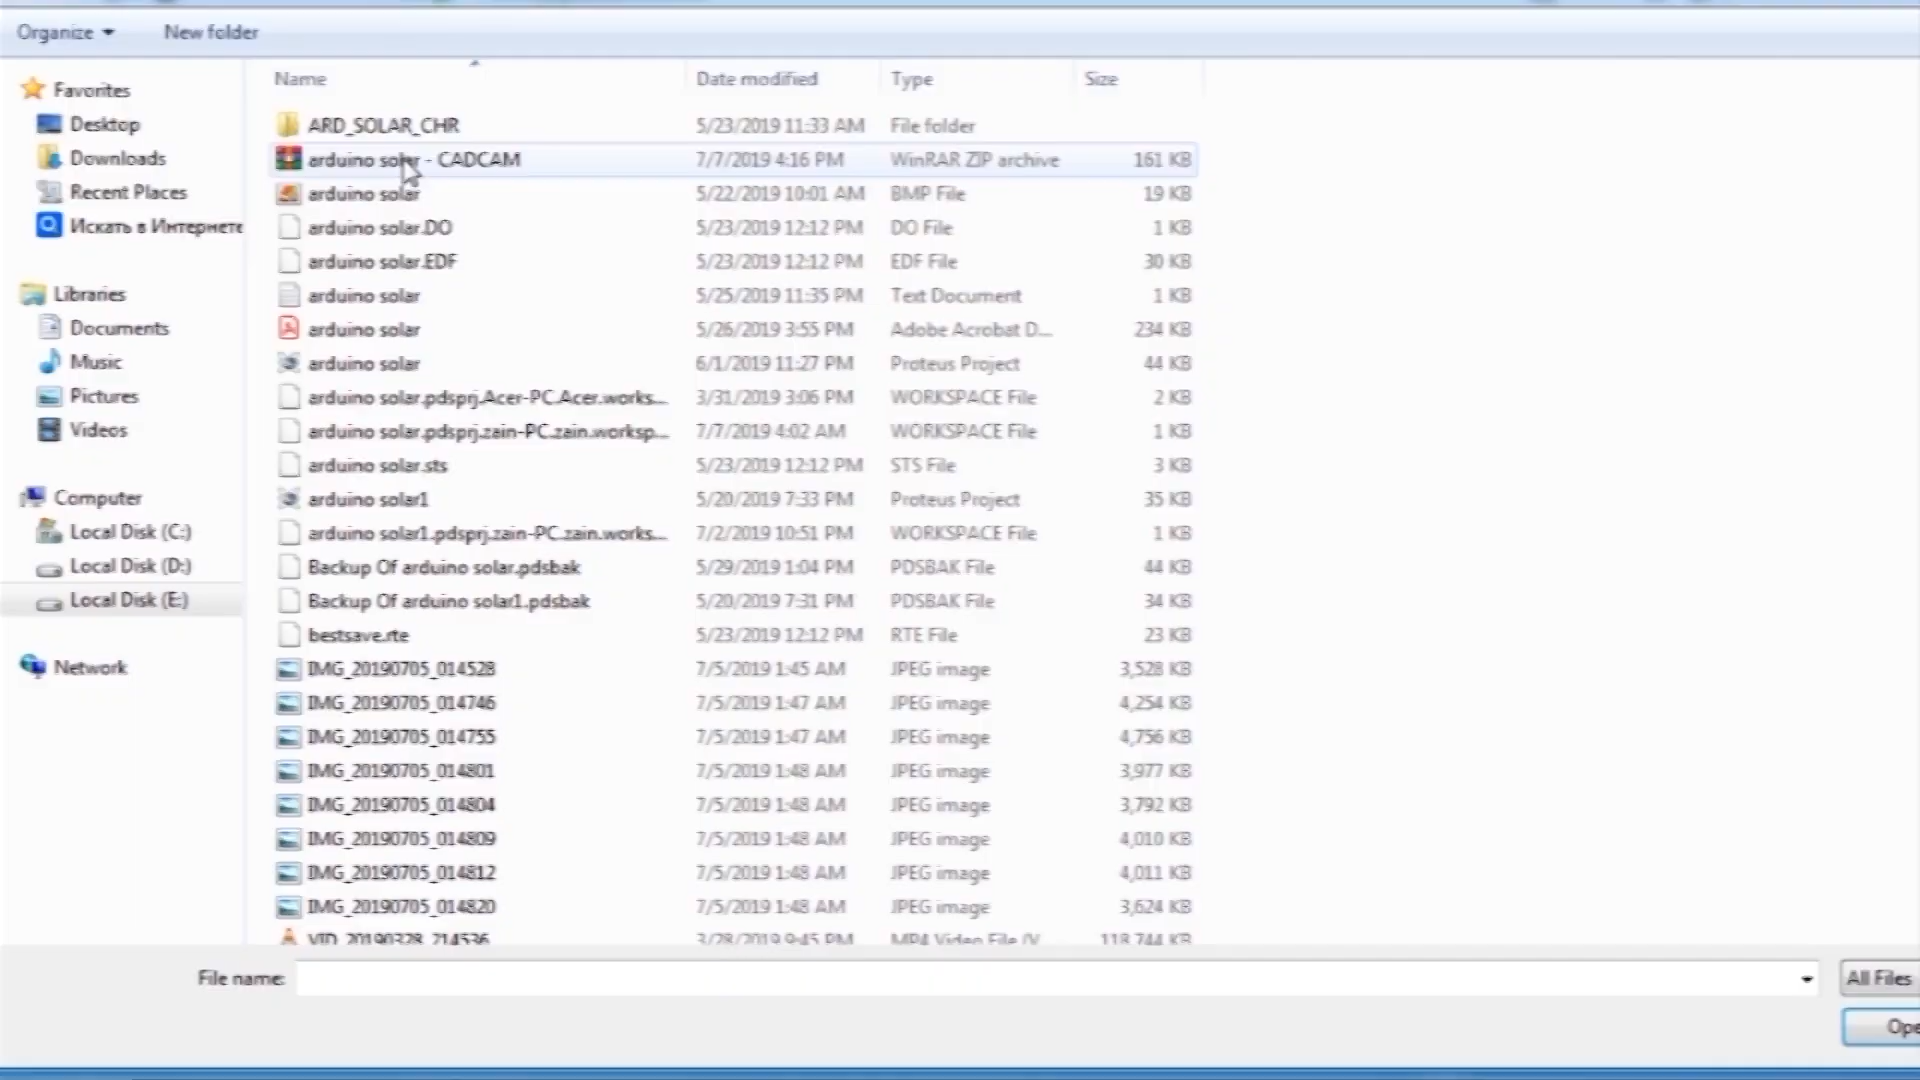 Organize
New folder
Favorites
Desktop
Downloads
Recent Places
Искать в Интернете
Libraries
Documents
Music
Pictures
Videos
Computer
Local Disk (C:)
Local Disk (D:)
Local Disk (E:)
Network
Name Date modified Type Size
ARD_SOLAR_CHR 5/23/2019 11:33 AM File folder
arduino solar - CADCAM 7/7/2019 4:16 PM WinRAR ZIP archive 161 KB
arduino solar 5/22/2019 10:01 AM BMP File 19 KB
arduino solar.DO 5/23/2019 12:12 PM DO File 1 KB
arduino solar.EDF 5/23/2019 12:12 PM EDF File 30 KB
arduino solar 5/25/2019 11:35 PM Text Document 1 KB
arduino solar 5/26/2019 3:55 PM Adobe Acrobat D... 234 KB
arduino solar 6/1/2019 11:27 PM Proteus Project 44 KB
arduino solar.pdsprj.Acer-PC.Acer.works... 3/31/2019 3:06 PM WORKSPACE File 2 KB
arduino solar.pdsprj.zain-PC.zain.worksp... 7/7/2019 4:02 AM WORKSPACE File 1 KB
arduino solar.sts 5/23/2019 12:12 PM STS File 3 KB
arduino solar1 5/20/2019 7:33 PM Proteus Project 35 KB
arduino solar1.pdsprj.zain-PC.zain.works... 7/2/2019 10:51 PM WORKSPACE File 1 KB
Backup Of arduino solar.pdsbak 5/29/2019 1:04 PM PDSBAK File 44 KB
Backup Of arduino solar1.pdsbak 5/20/2019 7:31 PM PDSBAK File 34 KB
bestsave.rte 5/23/2019 12:12 PM RTE File 23 KB
IMG_20190705_014528 7/5/2019 1:45 AM JPEG image 3,528 KB
IMG_20190705_014746 7/5/2019 1:47 AM JPEG image 4,254 KB
IMG_20190705_014755 7/5/2019 1:47 AM JPEG image 4,756 KB
IMG_20190705_014801 7/5/2019 1:48 AM JPEG image 3,977 KB
IMG_20190705_014804 7/5/2019 1:48 AM JPEG image 3,792 KB
IMG_20190705_014809 7/5/2019 1:48 AM JPEG image 4,010 KB
IMG_20190705_014812 7/5/2019 1:48 AM JPEG image 4,011 KB
IMG_20190705_014820 7/5/2019 1:48 AM JPEG image 3,624 KB
VID_20190328_214536 3/28/2019 9:45 PM MP4 Video File (V... 118,744 KB
File name:
All Files
Ope